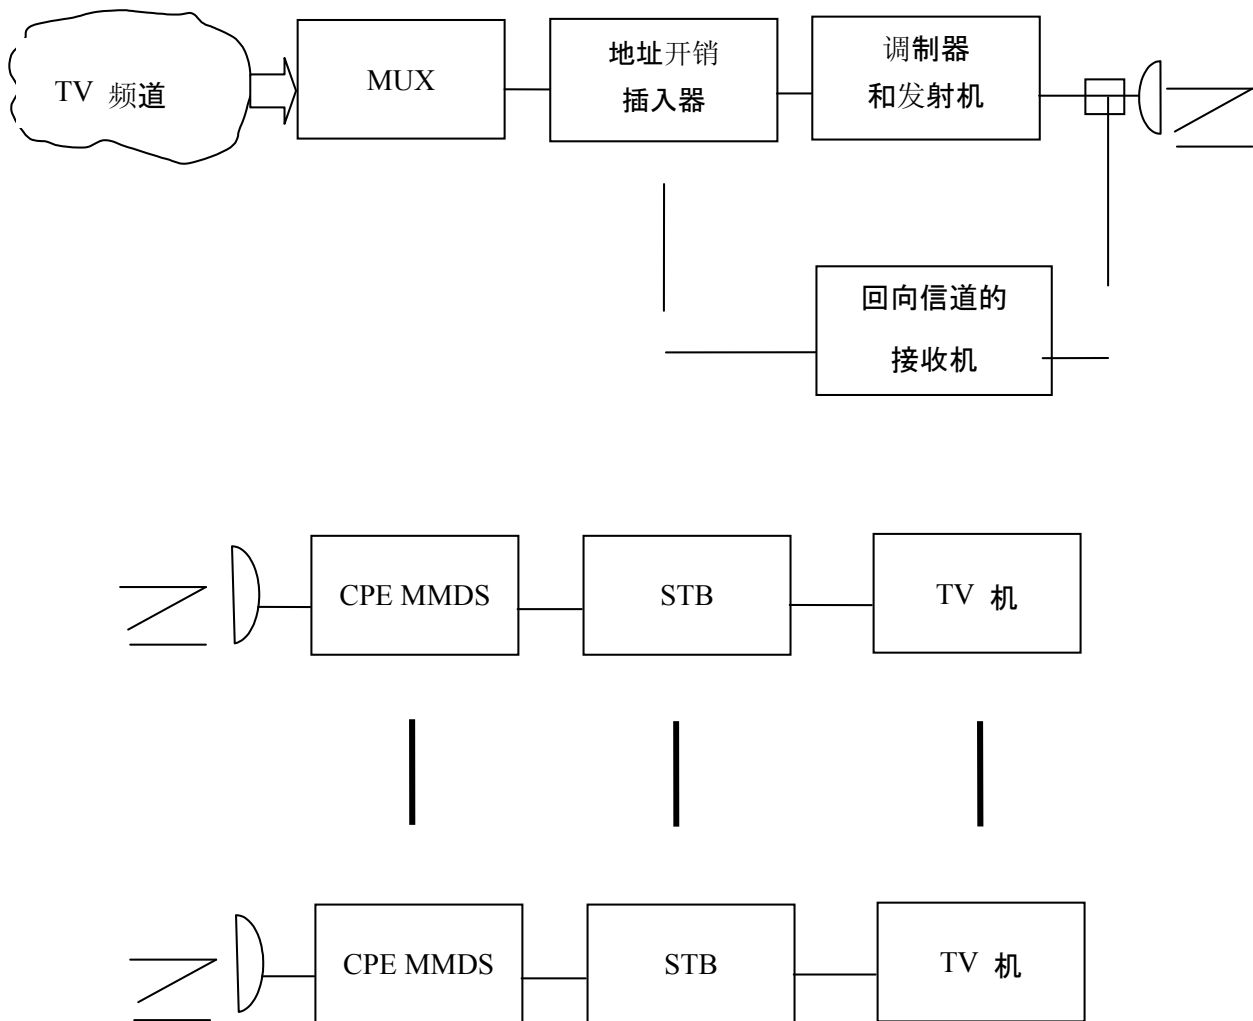 TV 频道
MUX
地址开销
插入器
调制器
和发射机
回向信道的
接收机
CPE MMDS
STB
TV 机
CPE MMDS
STB
TV 机